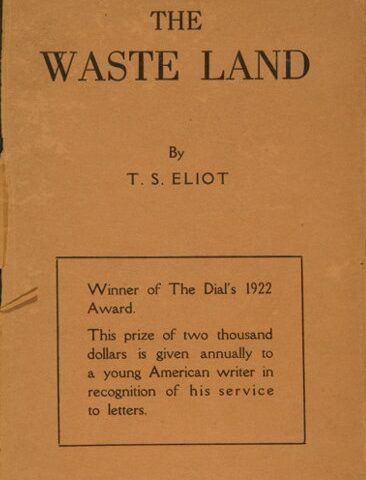 THE
WASTE LAND
By
T. S. ELIOT
Winner of The Dial's 1922
Award.
This prize of two thousand
dollars is given annually to
a young American writer in
recognition of his service
to letters.